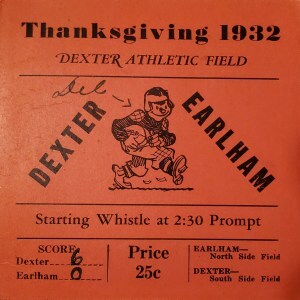 Thanksgiving 1932
DEXTER ATHLETIC FIELD
Del
DEXTER
EARLHAM
Starting Whistle at 2:30 Prompt
SCORE
Dexter 6
Earlham 0
Price
25c
EARLHAM—
North Side Field
DEXTER—
South Side Field